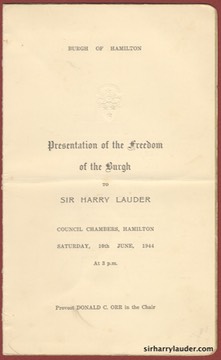 BURGH OF HAMILTON
Presentation of the Freedom
of the Burgh
TO
SIR HARRY LAUDER
COUNCIL CHAMBERS, HAMILTON
SATURDAY, 10th JUNE, 1944
At 3 p.m.
Provost DONALD C. ORR in the Chair
sirharrylauder.com